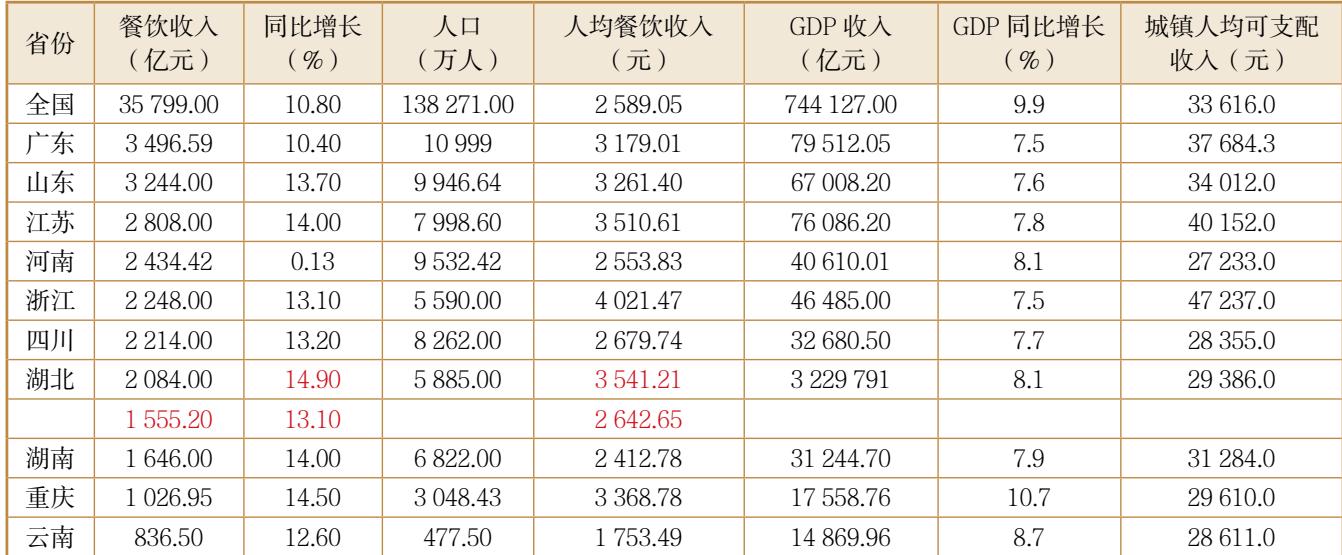 省份 餐饮收入（亿元） 同比增长（%） 人口（万人） 人均餐饮收入（元） GDP 收入（亿元） GDP 同比增长（%） 城镇人均可支配收入（元）
全国 35 799.00 10.80 138 271.00 2 589.05 744 127.00 9.9 33 616.0
广东 3 496.59 10.40 10 999 3 179.01 79 512.05 7.5 37 684.3
山东 3 244.00 13.70 9 946.64 3 261.40 67 008.20 7.6 34 012.0
江苏 2 808.00 14.00 7 998.60 3 510.61 76 086.20 7.8 40 152.0
河南 2 434.42 0.13 9 532.42 2 553.83 40 610.01 8.1 27 233.0
浙江 2 248.00 13.10 5 590.00 4 021.47 46 485.00 7.5 47 237.0
四川 2 214.00 13.20 8 262.00 2 679.74 32 680.50 7.7 28 355.0
湖北 2 084.00 14.90 5 885.00 3 541.21 3 229 791 8.1 29 386.0
1 555.20 13.10 2 642.65
湖南 1 646.00 14.00 6 822.00 2 412.78 31 244.70 7.9 31 284.0
重庆 1 026.95 14.50 3 048.43 3 368.78 17 558.76 10.7 29 610.0
云南 836.50 12.60 477.50 1 753.49 14 869.96 8.7 28 611.0